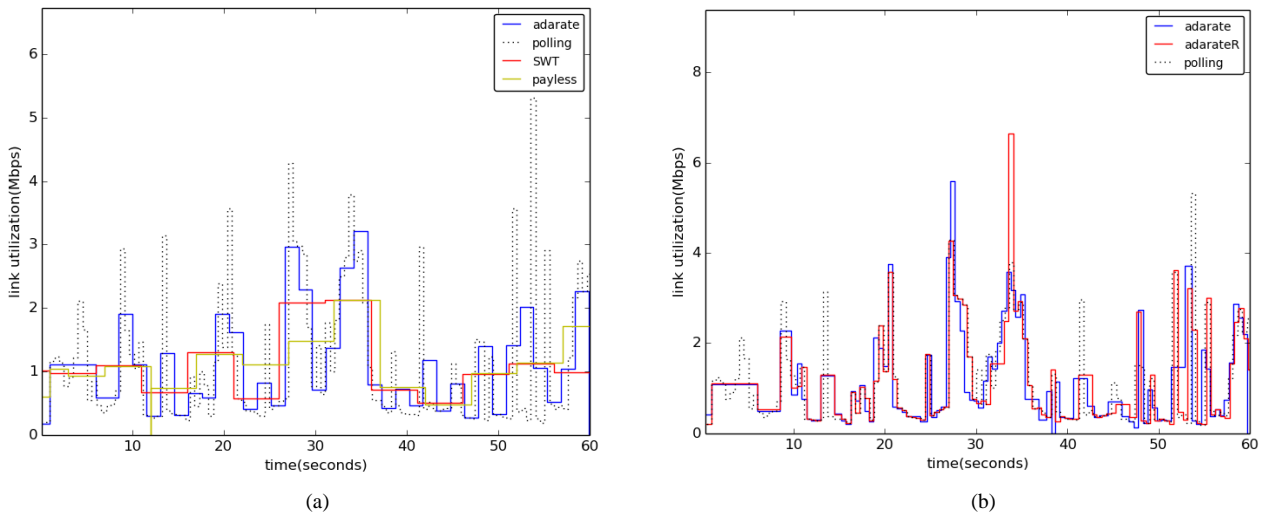 adarate
polling
SWT
payless
6
5
4
3
2
1
0
10 20 30 40 50 60
link utilization(Mbps)
time(seconds)
(a)
adarate
adarateR
polling
8
6
4
2
0
10 20 30 40 50 60
link utilization(Mbps)
time(seconds)
(b)